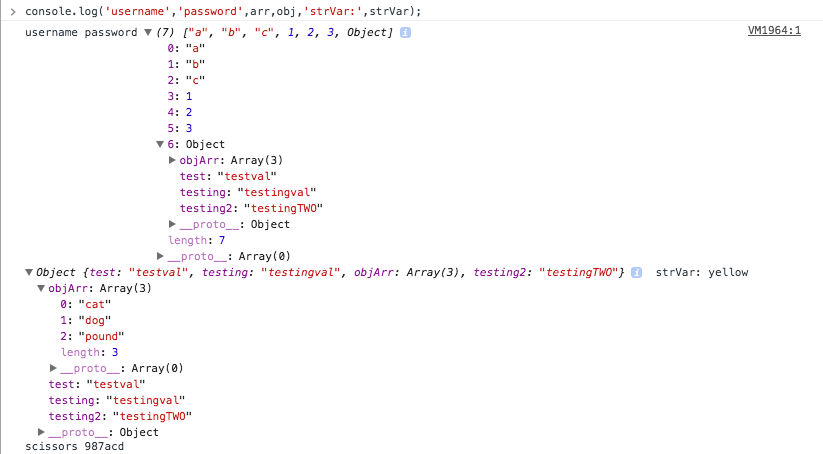 > console.log('username','password',arr,obj,'strVar:',strVar);
username password ▼ (7) ["a", "b", "c", 1, 2, 3, Object] i VM1964:1
0: "a"
1: "b"
2: "c"
3: 1
4: 2
5: 3
▼ 6: Object
▶ objArr: Array(3)
test: "testval"
testing: "testingval"
testing2: "testingTWO"
▶ __proto__: Object
length: 7
▶ __proto__: Array(0)
▼ Object {test: "testval", testing: "testingval", objArr: Array(3), testing2: "testingTWO"} i strVar: yellow
▼ objArr: Array(3)
0: "cat"
1: "dog"
2: "pound"
length: 3
▶ __proto__: Array(0)
test: "testval"
testing: "testingval"
testing2: "testingTWO"
▶ __proto__: Object
scissors 987acd